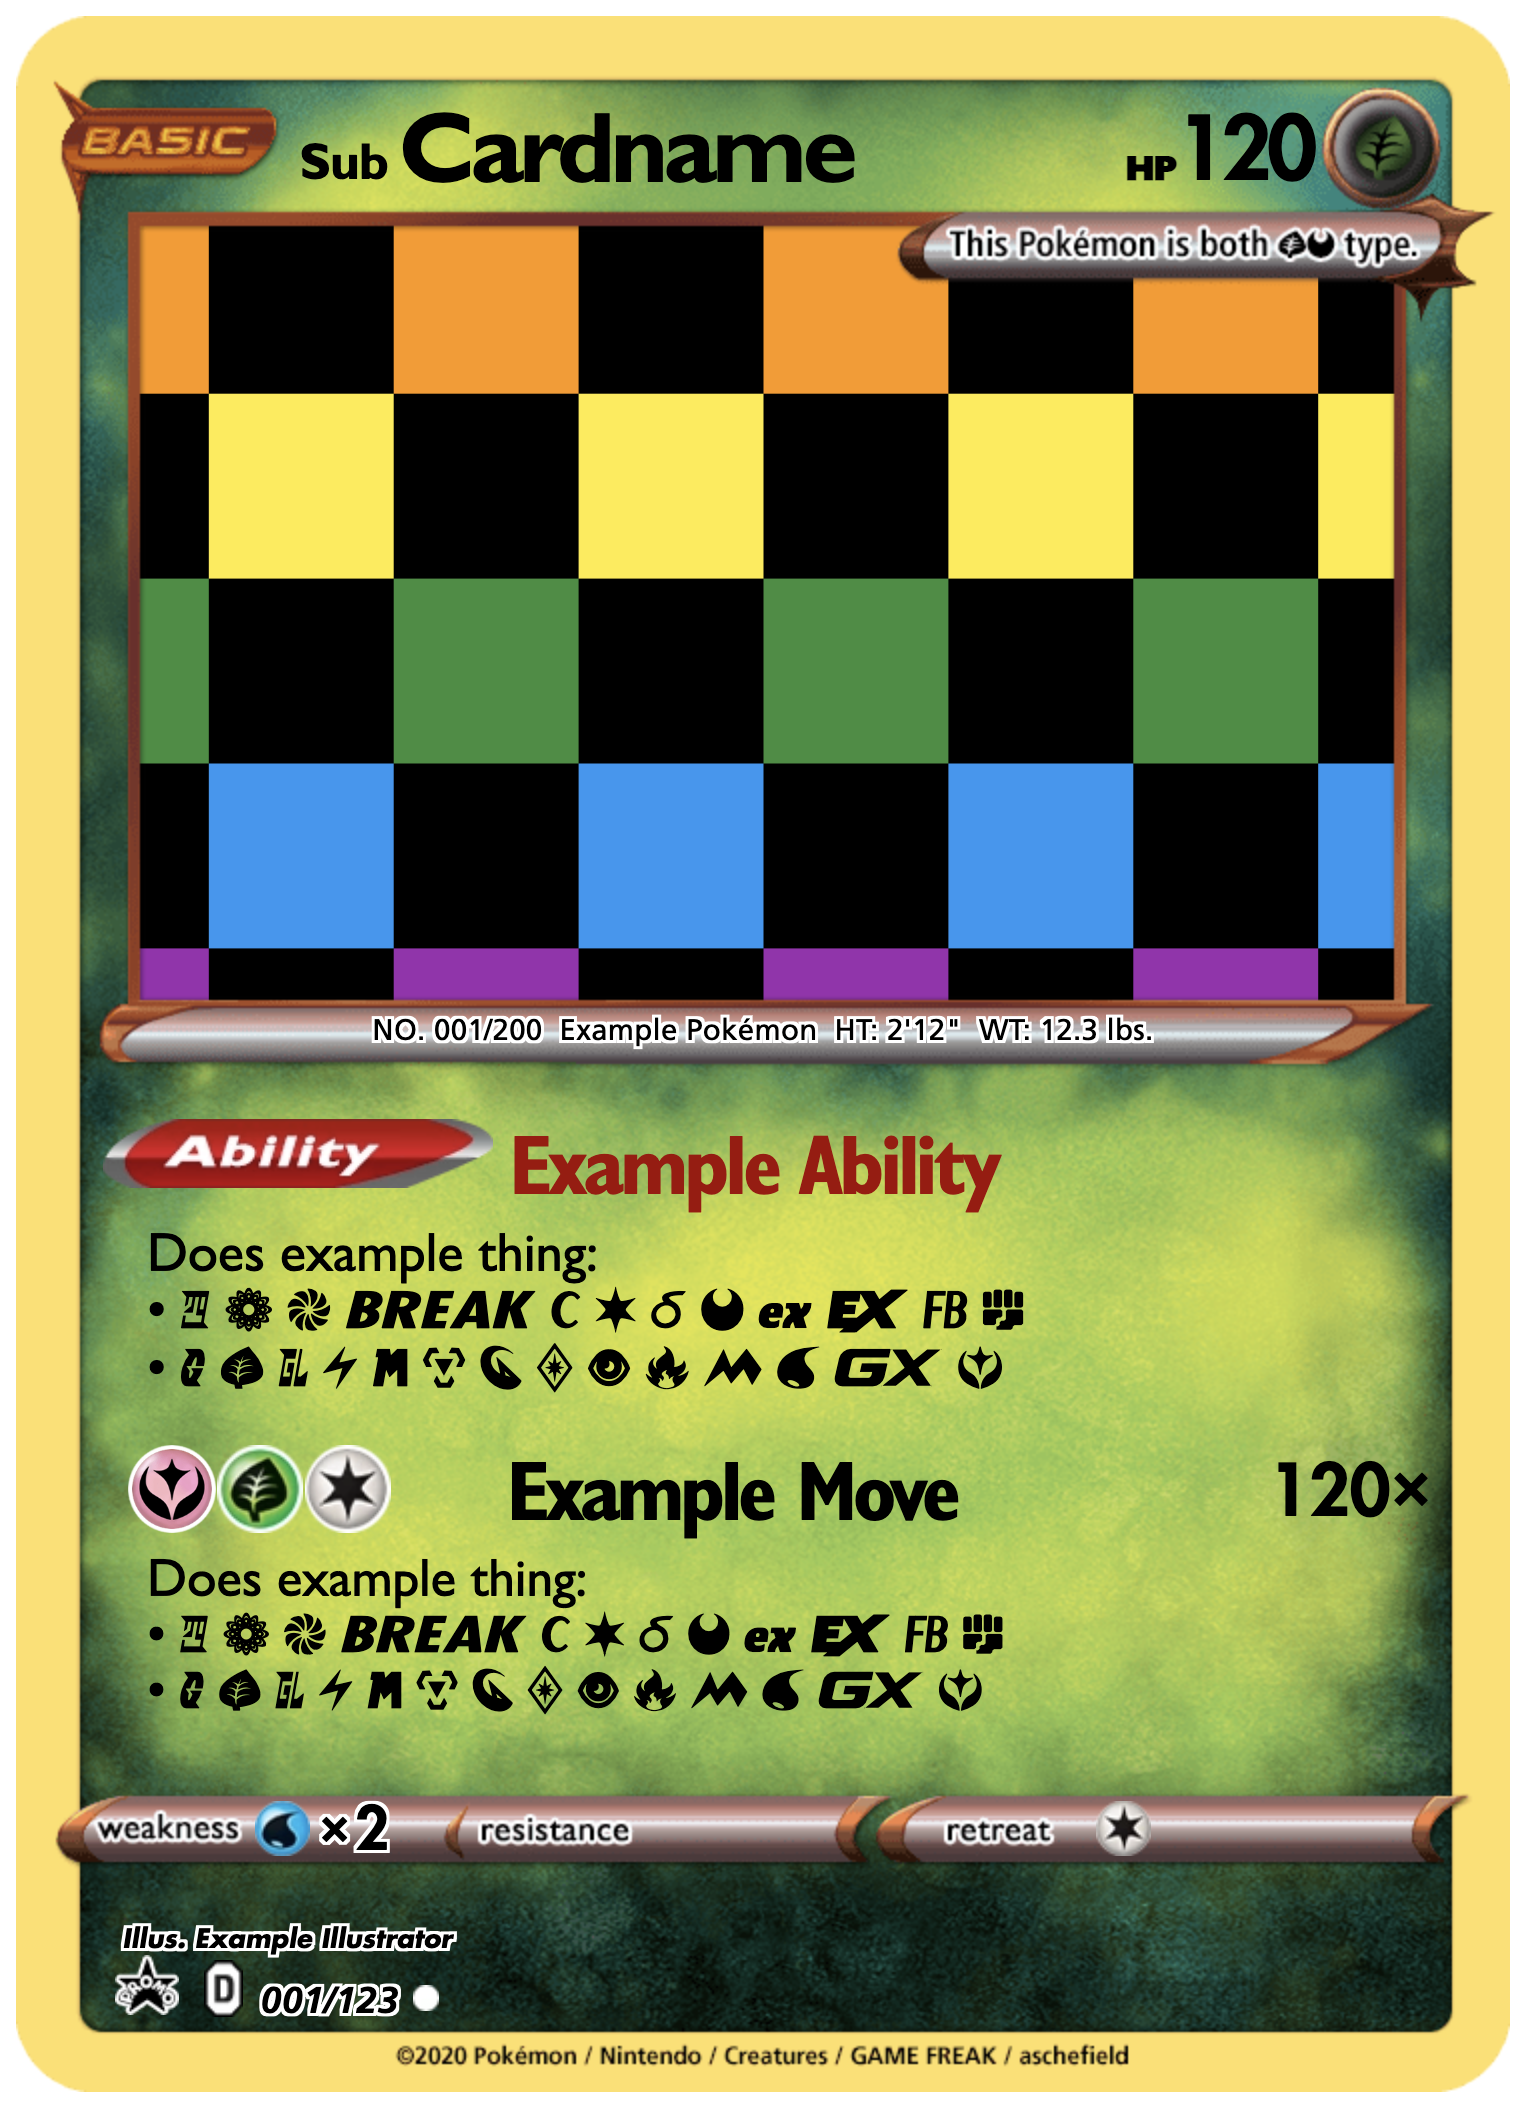 BASIC Sub Cardname HP 120
This Pokémon is both type.
NO. 001/200 Example Pokémon HT: 2'12" WT: 12.3 lbs.
Ability Example Ability
Does example thing:
• BREAK C δ ex EX FB
• G GL M GX
Example Move 120×
Does example thing:
• BREAK C δ ex EX FB
• G GL M GX
weakness ×2 resistance retreat
Illus. Example Illustrator
PROMO D 001/123
©2020 Pokémon / Nintendo / Creatures / GAME FREAK / aschefield